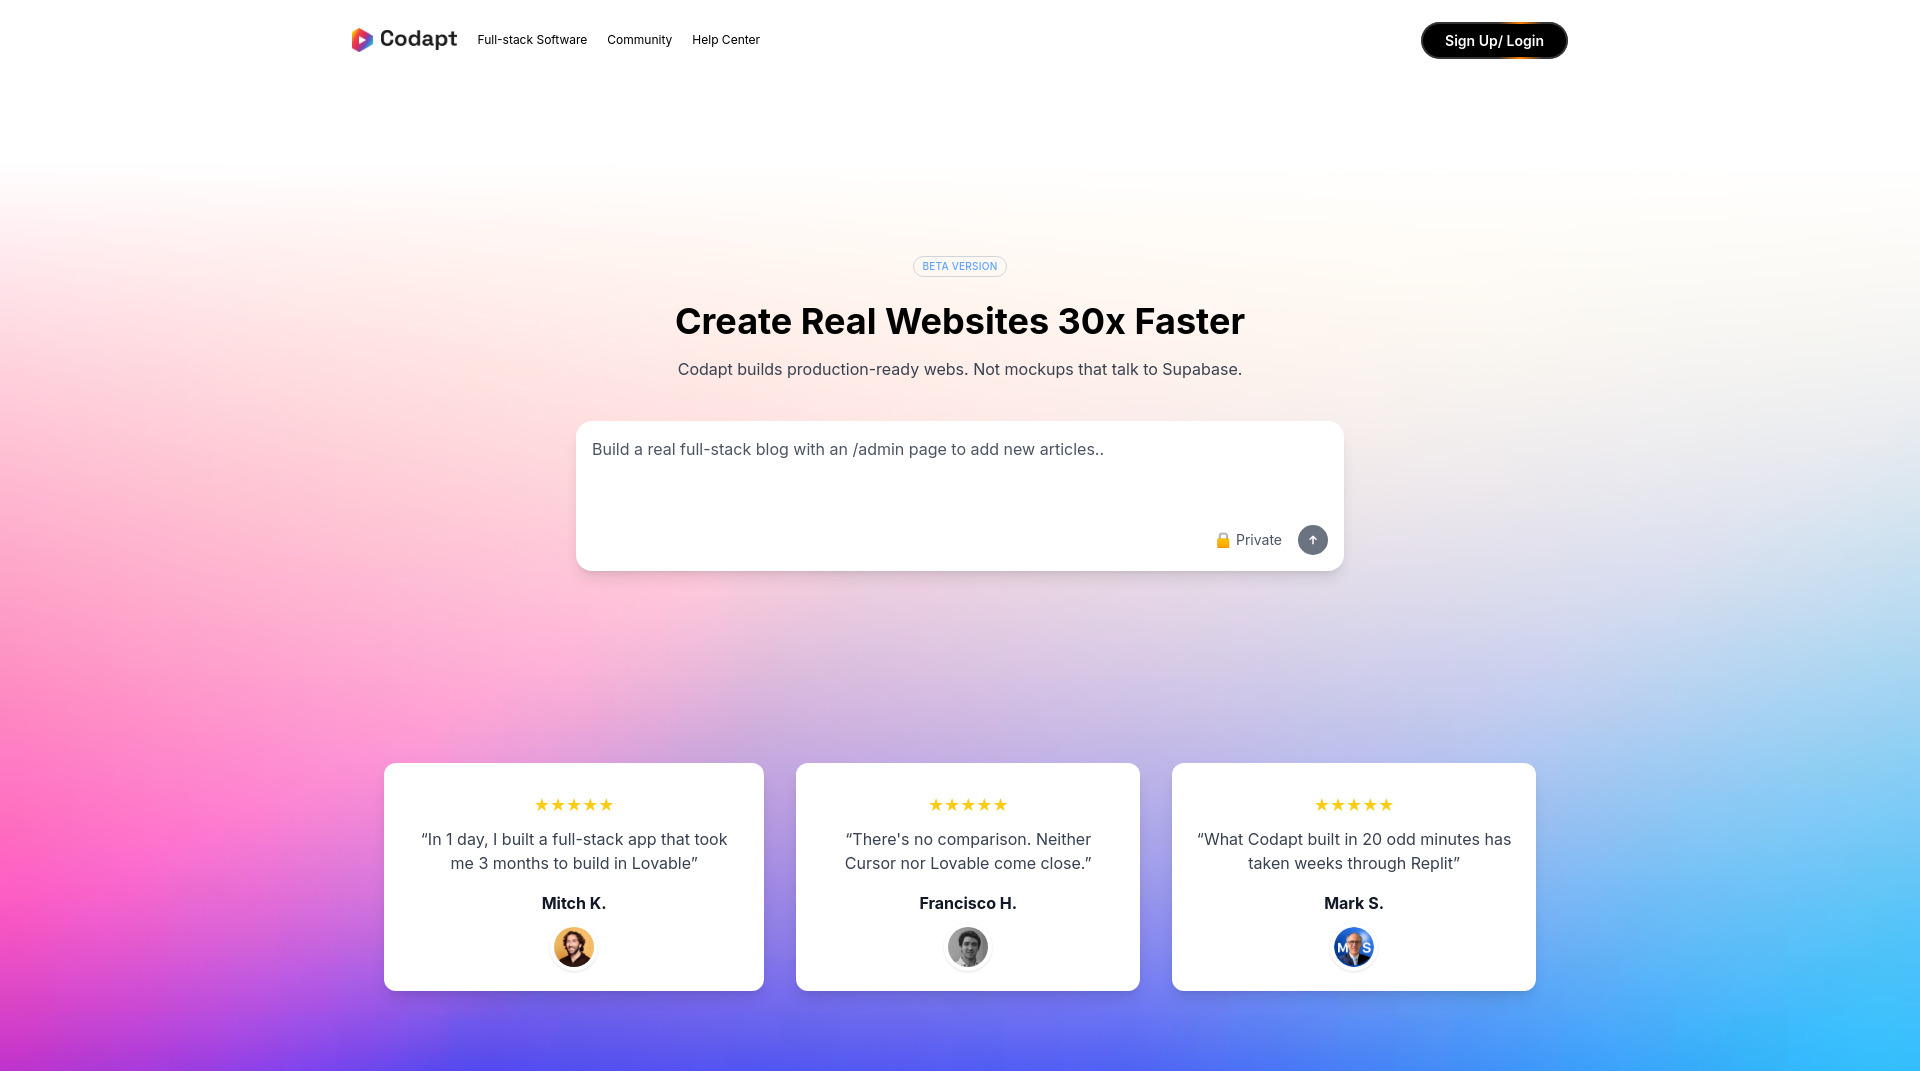 Codapt
Full-stack Software
Community
Help Center
Sign Up/ Login
BETA VERSION
Create Real Websites 30x Faster
Codapt builds production-ready webs. Not mockups that talk to Supabase.
Build a real full-stack blog with an /admin page to add new articles..
🔒 Private
★★★★★
“In 1 day, I built a full-stack app that took
me 3 months to build in Lovable”
Mitch K.
★★★★★
“There's no comparison. Neither
Cursor nor Lovable come close.”
Francisco H.
★★★★★
“What Codapt built in 20 odd minutes has
taken weeks through Replit”
Mark S.
M S